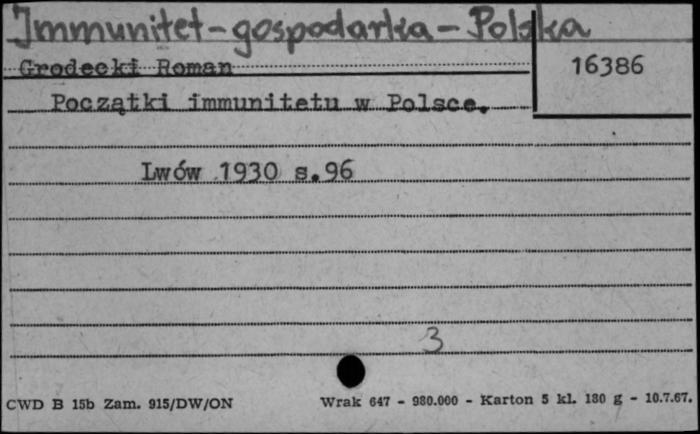 Immunitet - gospodarka - Polska
Grodecki Roman
16386
Początki immunitetu w Polsce.
Lwów 1930 s.96
3
CWD B 15b Zam. 915/DW/ON
Wrak 647 - 980.000 - Karton 5 kl. 180 g - 10.7.67.